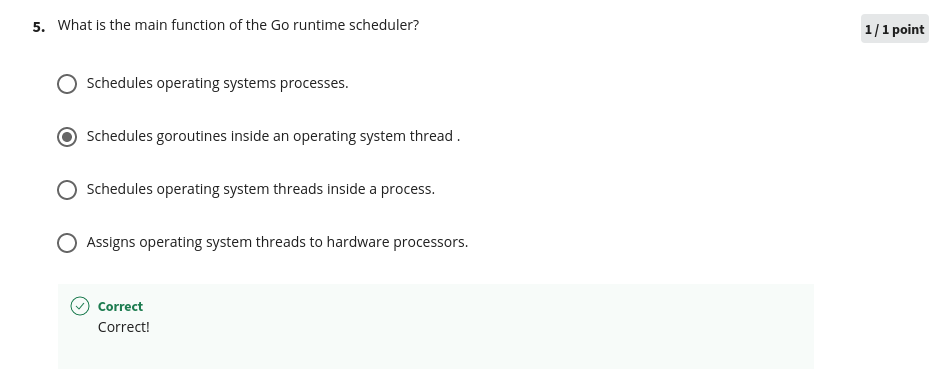 5. What is the main function of the Go runtime scheduler?
1 / 1 point
Schedules operating systems processes.
Schedules goroutines inside an operating system thread .
Schedules operating system threads inside a process.
Assigns operating system threads to hardware processors.
Correct
Correct!